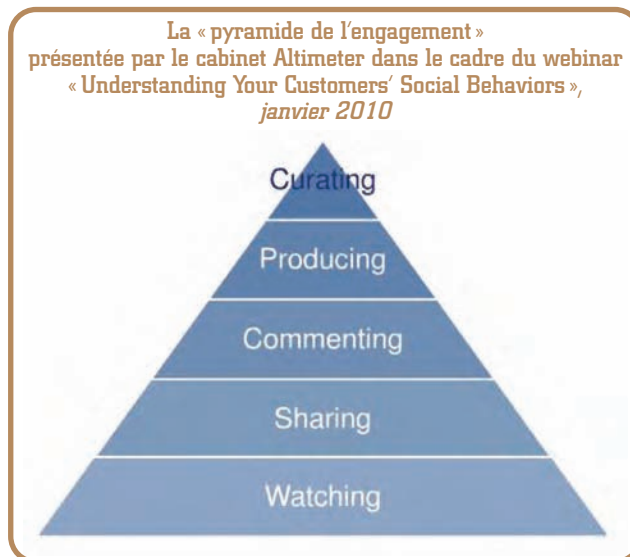 La « pyramide de l'engagement »
présentée par le cabinet Altimeter dans le cadre du webinar
« Understanding Your Customers' Social Behaviors »,
janvier 2010
Curating
Producing
Commenting
Sharing
Watching